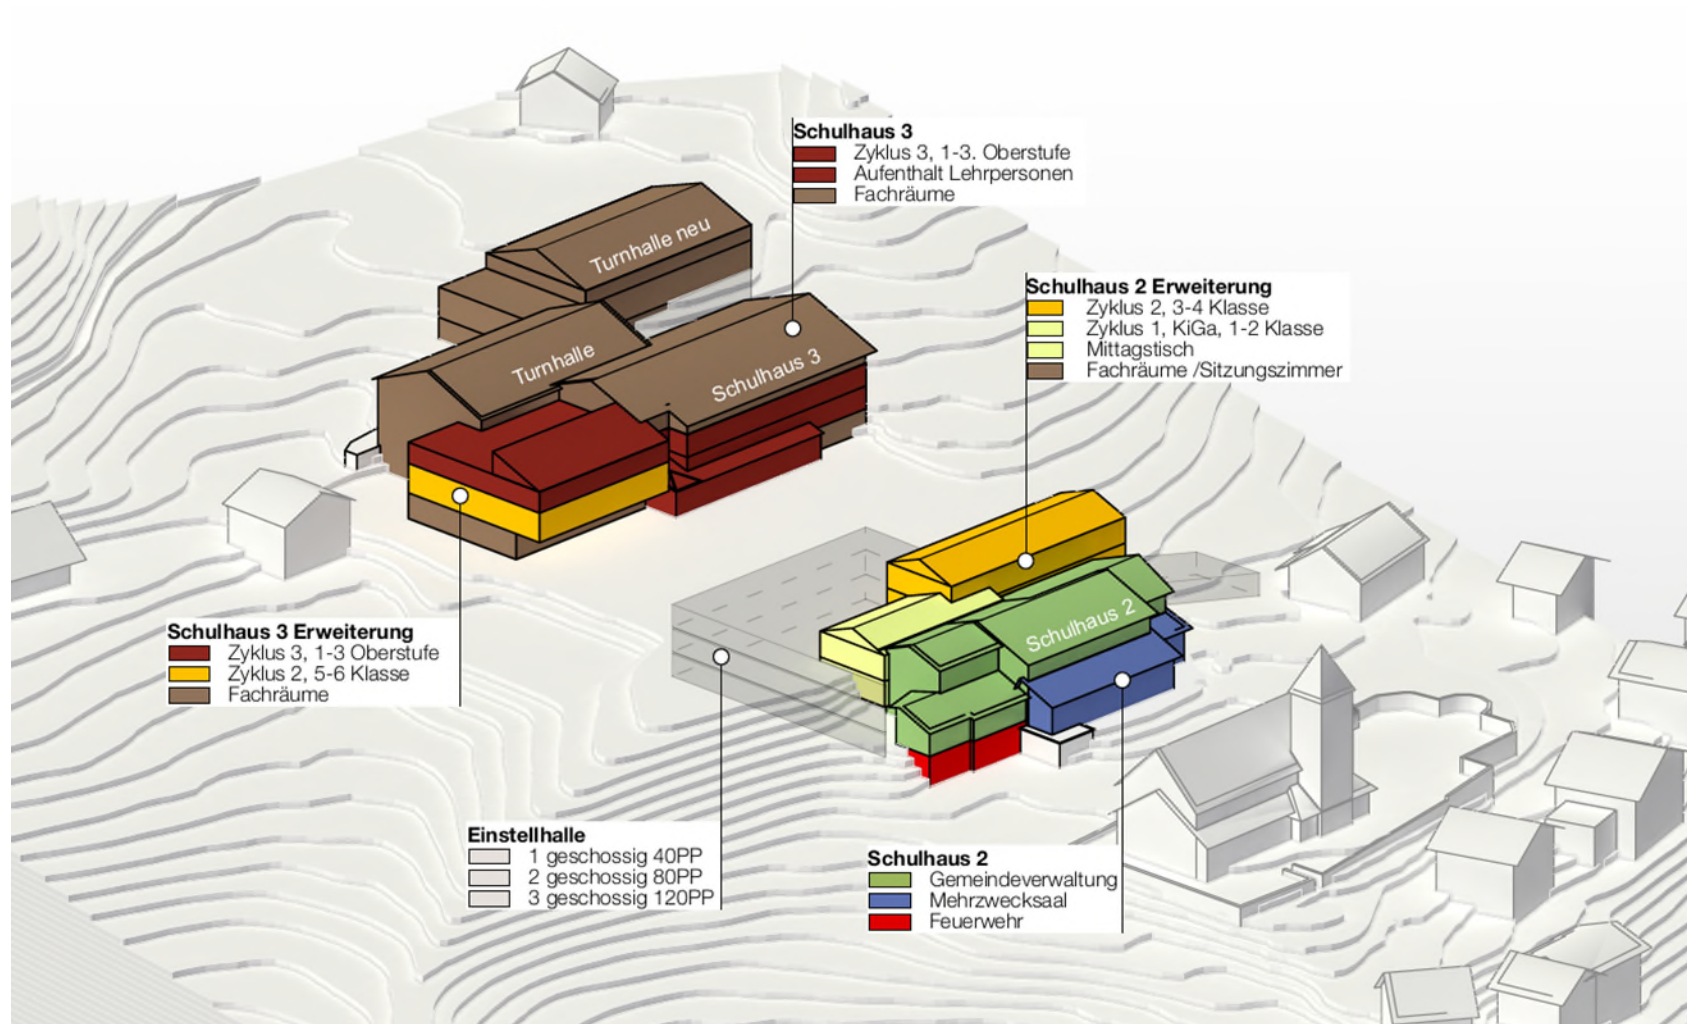 Schulhaus 3
Zyklus 3, 1-3. Oberstufe
Aufenthalt Lehrpersonen
Fachräume
Turnhalle neu
Schulhaus 2 Erweiterung
Zyklus 2, 3-4 Klasse
Zyklus 1, KiGa, 1-2 Klasse
Mittagstisch
Fachräume /Sitzungszimmer
Turnhalle
Schulhaus 3
Schulhaus 2
Schulhaus 3 Erweiterung
Zyklus 3, 1-3 Oberstufe
Zyklus 2, 5-6 Klasse
Fachräume
Einstellhalle
1 geschossig 40PP
2 geschossig 80PP
3 geschossig 120PP
Schulhaus 2
Gemeindeverwaltung
Mehrzwecksaal
Feuerwehr